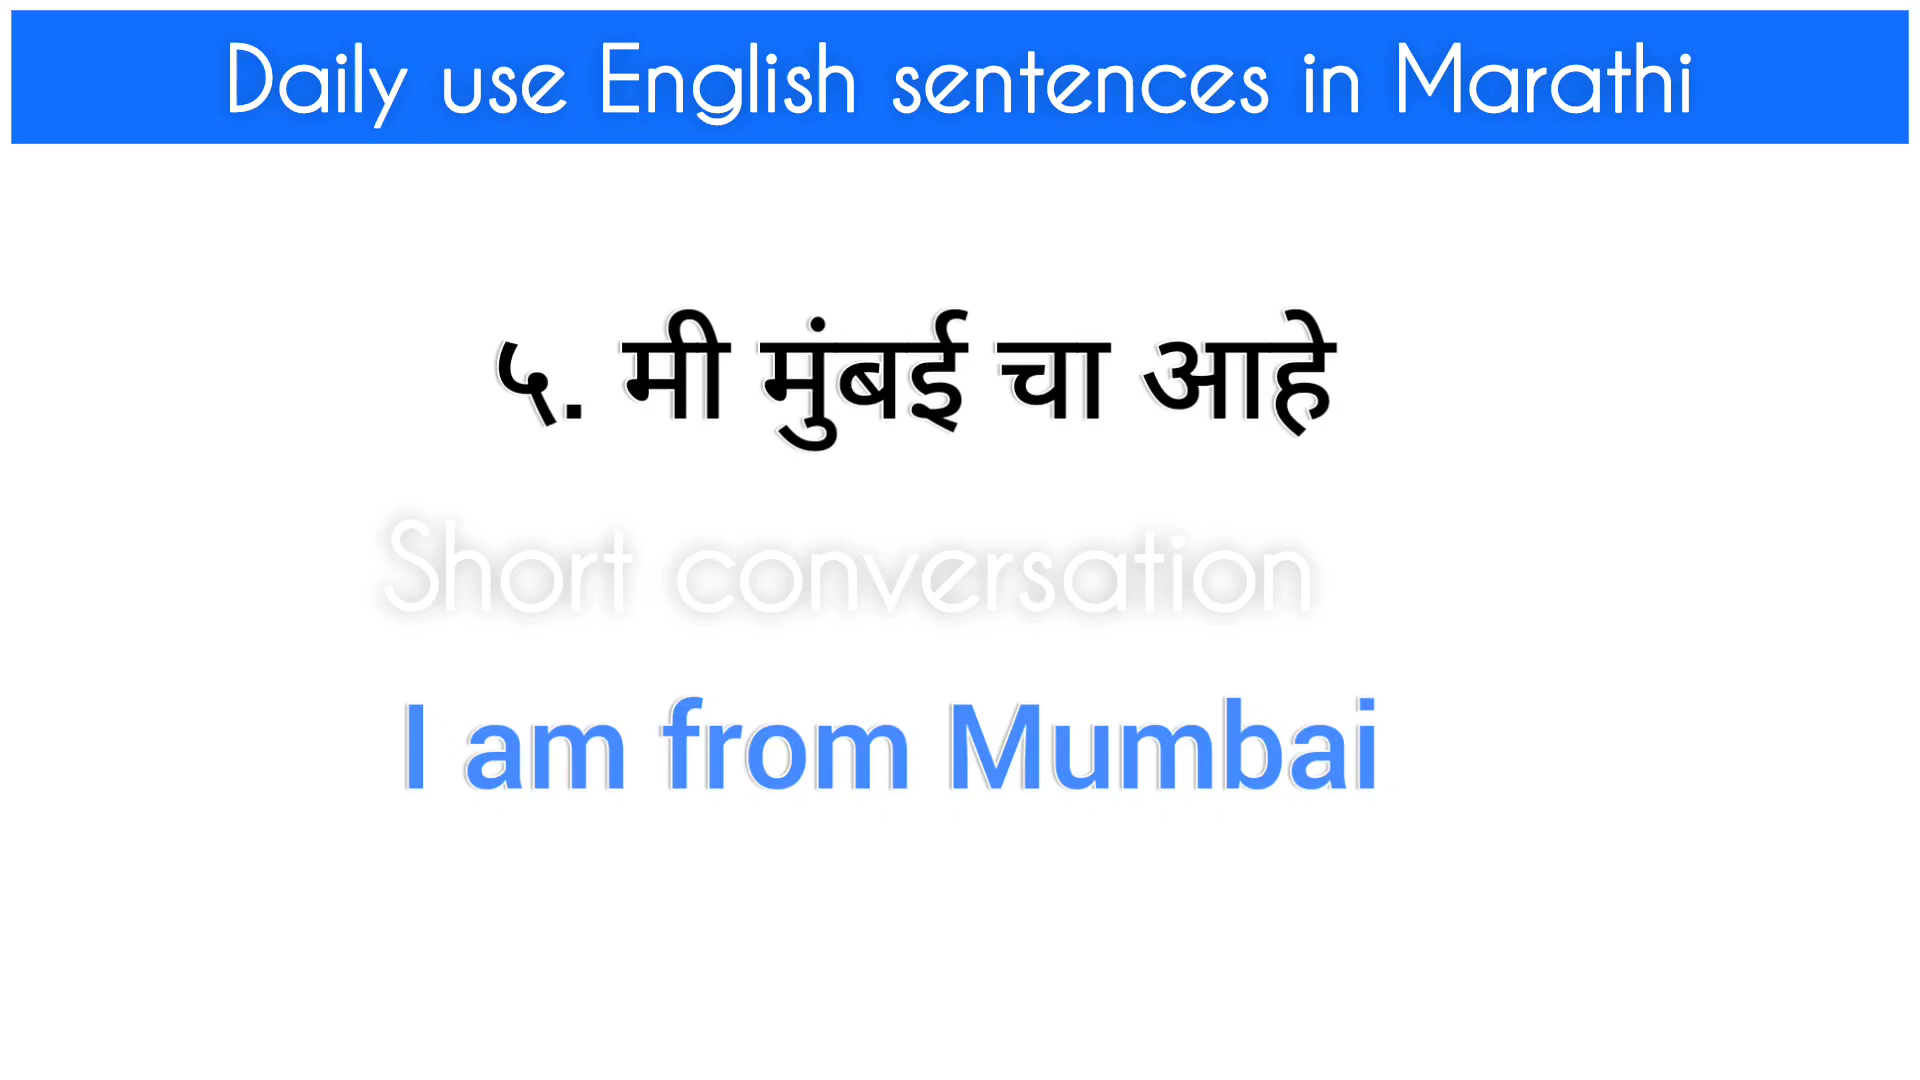 Daily use English sentences in Marathi
५. मी मुंबई चा आहे
Short conversation
I am from Mumbai